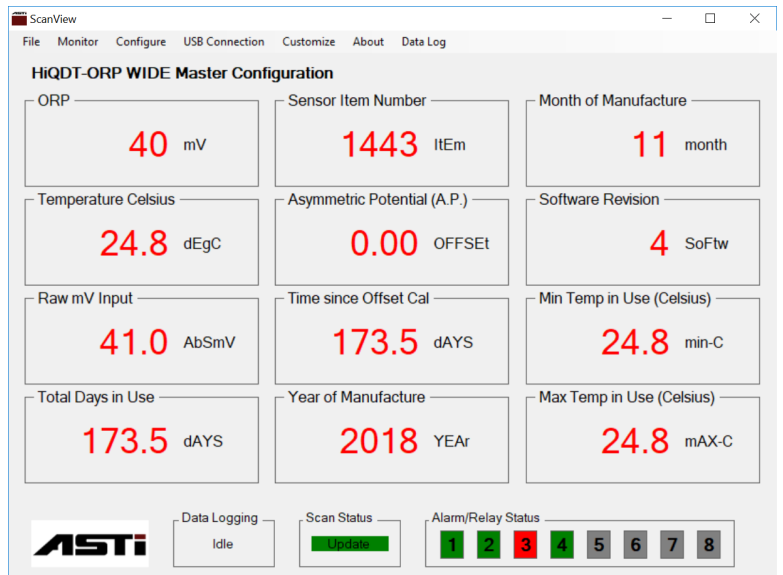 ScanView
File Monitor Configure USB Connection Customize About Data Log
HiQDT-ORP WIDE Master Configuration
ORP
40 mV
Sensor Item Number
1443 ItEm
Month of Manufacture
11 month
Temperature Celsius
24.8 dEgC
Asymmetric Potential (A.P.)
0.00 OFFSEt
Software Revision
4 SoFtw
Raw mV Input
41.0 AbSmV
Time since Offset Cal
173.5 dAYS
Min Temp in Use (Celsius)
24.8 min-C
Total Days in Use
173.5 dAYS
Year of Manufacture
2018 YEAr
Max Temp in Use (Celsius)
24.8 mAX-C
ASTi
Data Logging
Idle
Scan Status
Update
Alarm/Relay Status
1 2 3 4 5 6 7 8